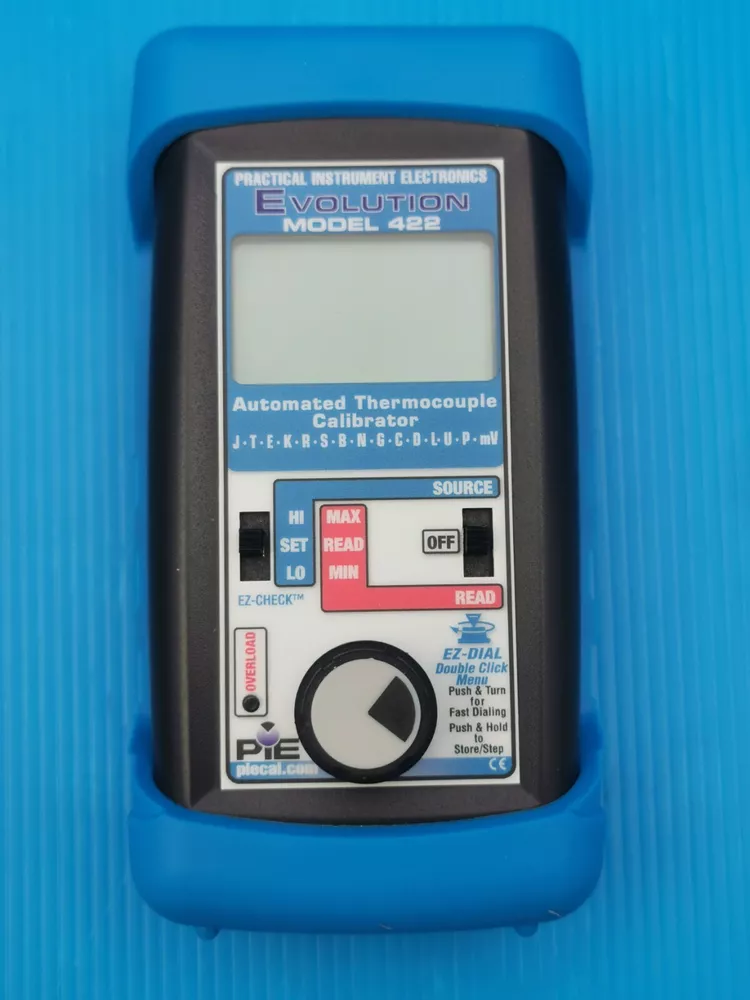 PRACTICAL INSTRUMENT ELECTRONICS
EVOLUTION
MODEL 422
Automated Thermocouple
Calibrator
J·T·E·K·R·S·B·N·G·C·D·L·U·P·mV
SOURCE
HI MAX
SET READ OFF
LO MIN
EZ-CHECK™ READ
OVERLOAD
EZ-DIAL
Double Click
Menu
Push & Turn
for
Fast Dialing
Push & Hold
to
Store/Step
PIE
piecal.com CE